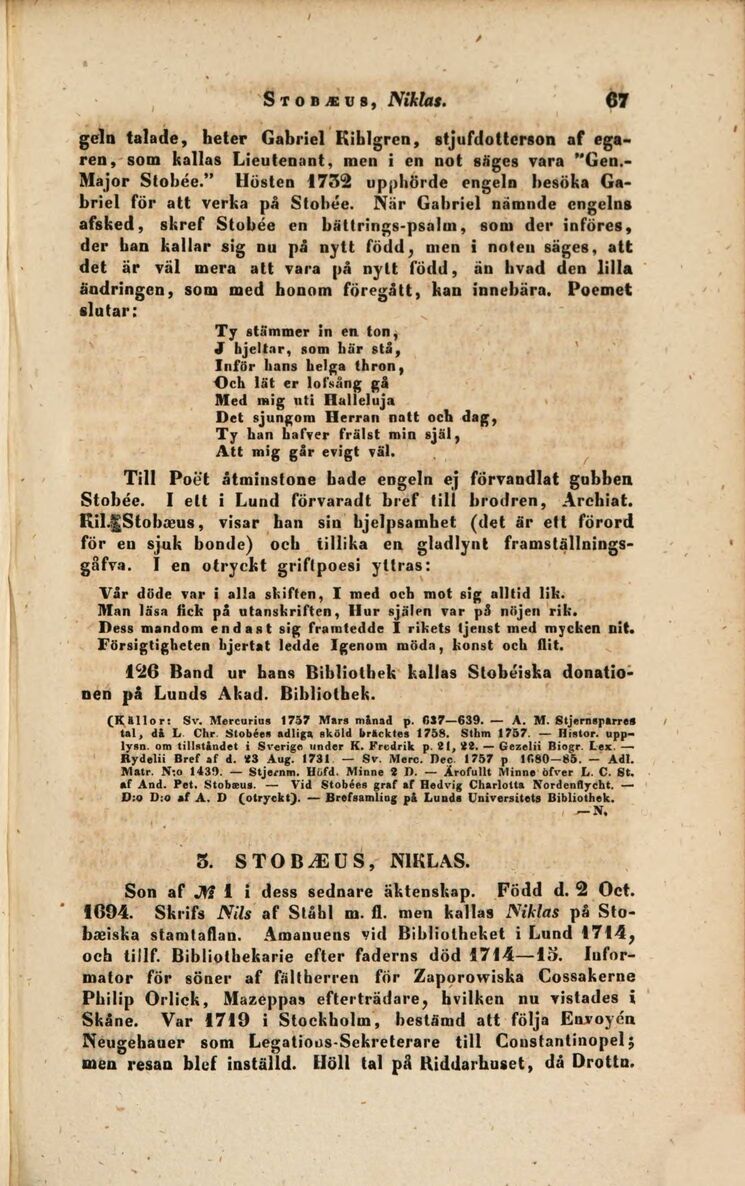 STOBÆUS, Niklas. 67
geln talade, heter Gabriel Kihlgren, stjufdotterson af ega-
ren, som kallas Lieutenant, men i en not säges vara "Gen.-
Major Stobée." Hösten 1732 upphörde engeln besöka Ga-
briel för att verka på Stobée. När Gabriel nämnde engelns
afsked, skref Stobée en bättrings-psalm, som der införes,
der han kallar sig nu på nytt född, men i noten säges, att
det är väl mera att vara på nytt född, än hvad den lilla
ändringen, som med honom föregått, kan innebära. Poemet
slutar:
Ty stämmer in en ton,
J hjeltar, som här stå,
Inför hans helga thron,
Och låt er lofsång gå
Med mig uti Halleluja
Det sjungom Herran natt och dag,
Ty han hafver frälst min själ,
Att mig går evigt väl.
Till Poët åtminstone hade engeln ej förvandlat gubben
Stobée. I ett i Lund förvaradt bref till brodren, Archiat.
Kil. Stobæus, visar han sin hjelpsamhet (det är ett förord
för en sjuk bonde) och tillika en gladlynt framställnings-
gåfva. I en otryckt griftpoesi yttras:
Vår döde var i alla skiften, I med och mot sig alltid lik.
Man läsa fick på utanskriften, Hur själen var på nöjen rik.
Dess mandom endast sig framtedde I rikets tjenst med mycken nit.
Försigtigheten hjertat ledde Igenom möda, konst och flit.
126 Band ur hans Bibliothek kallas Stobéiska donatio-
nen på Lunds Akad. Bibliothek.
(Källor: Sv. Mercurius 1757 Mars månad p. 637—639. — A. M. Stjernsparres
tal, då L. Chr. Stobées adliga sköld bräcktes 1758. Sthm 1757. — Histor. upp-
lysn. om tillståndet i Sverige under K. Fredrik p. 21, 22. — Gezelii Biogr. Lex. —
Rydelii Bref af d. 23 Aug. 1731. — Sv. Merc. Dec. 1757 p 1680—85. — Adl.
Matr. N:o 1439. — Stjernm. Höfd. Minne 2 D. — Ärofullt Minne öfver L. C. St.
af And. Pet. Stobæus. — Vid Stobées graf af Hedvig Charlotta Nordenflycht. —
D:o D:o af A. D (otryckt). — Brefsamling på Lunds Universitets Bibliothek.
—N.
3. STOBÆUS, NIKLAS.
Son af № 1 i dess sednare äktenskap. Född d. 2 Oct.
1694. Skrifs Nils af Ståhl m. fl. men kallas Niklas på Sto-
bæiska stamtaflan. Amanuens vid Bibliotheket i Lund 1714,
och tillf. Bibliothekarie efter faderns död 1714—15. Infor-
mator för söner af fältherren för Zaporowiska Cossakerne
Philip Orlick, Mazeppas efterträdare, hvilken nu vistades i
Skåne. Var 1719 i Stockholm, bestämd att följa Envoyén
Neugebauer som Legations-Sekreterare till Constantinopel;
men resan blef inställd. Höll tal på Riddarhuset, då Drottn.